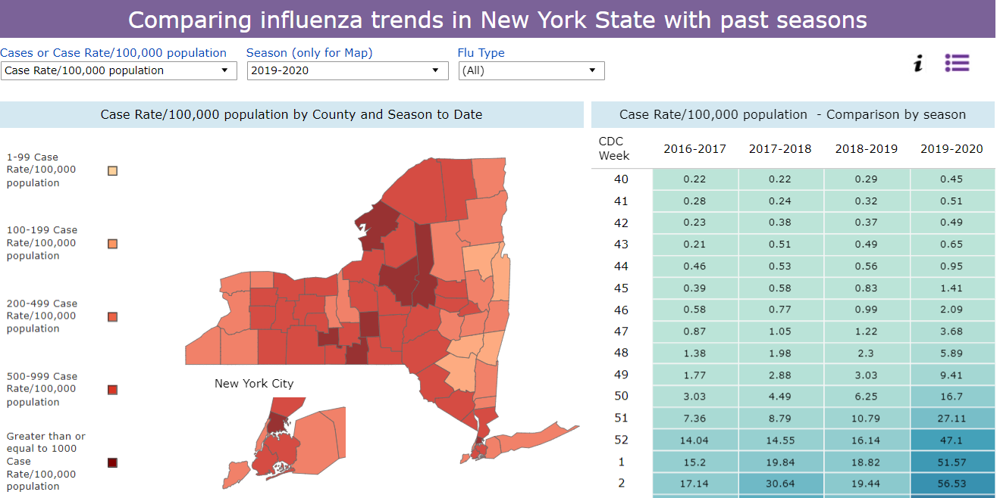 Comparing influenza trends in New York State with past seasons
Cases or Case Rate/100,000 population
Season (only for Map)
Flu Type
Case Rate/100,000 population
2019-2020
(All)
i
Case Rate/100,000 population by County and Season to Date
1-99 Case
Rate/100,000
population
100-199 Case
Rate/100,000
population
200-499 Case
Rate/100,000
population
500-999 Case
Rate/100,000
population
Greater than or
equal to 1000
Case
Rate/100,000
population
New York City
Case Rate/100,000 population - Comparison by season
CDC
Week
2016-2017 2017-2018 2018-2019 2019-2020
40 0.22 0.22 0.29 0.45
41 0.28 0.24 0.32 0.51
42 0.23 0.38 0.37 0.49
43 0.21 0.51 0.49 0.65
44 0.46 0.53 0.56 0.95
45 0.39 0.58 0.83 1.41
46 0.58 0.77 0.99 2.09
47 0.87 1.05 1.22 3.68
48 1.38 1.98 2.3 5.89
49 1.77 2.88 3.03 9.41
50 3.03 4.49 6.25 16.7
51 7.36 8.79 10.79 27.11
52 14.04 14.55 16.14 47.1
1 15.2 19.84 18.82 51.57
2 17.14 30.64 19.44 56.53